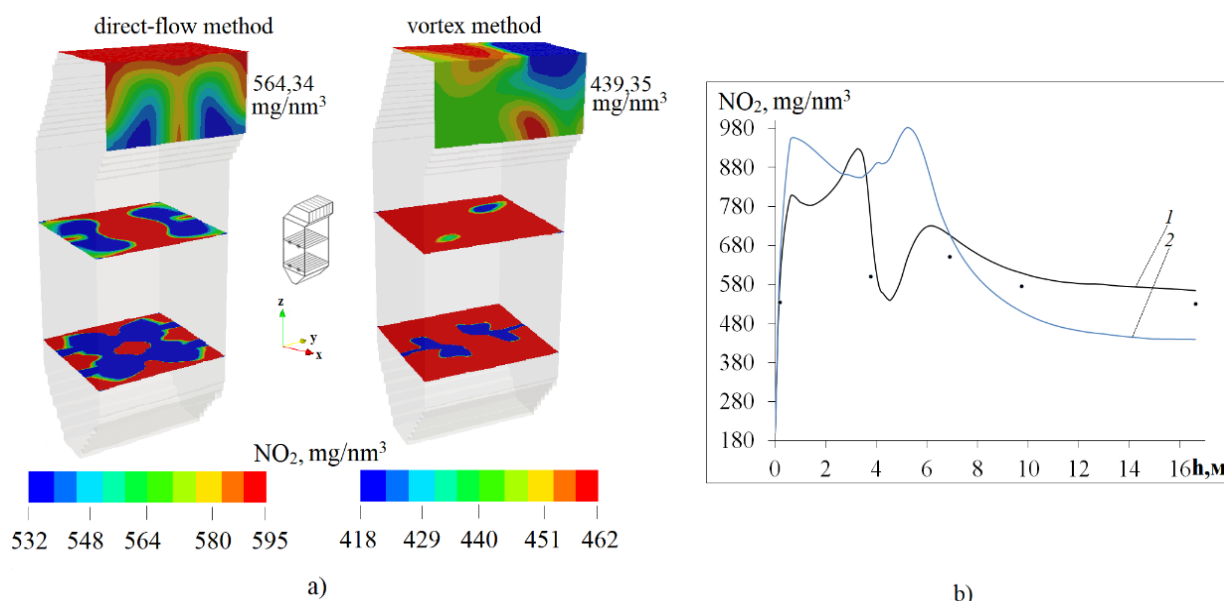 a)
direct-flow method
vortex method
564,34
mg/nm³
439,35
mg/nm³
z
y
x
NO₂, mg/nm³
532 548 564 580 595
418 429 440 451 462
a)
NO₂, mg/nm³
980
880
780
680
580
480
380
280
180
0 2 4 6 8 10 12 14 16 h,м
1
2
b)